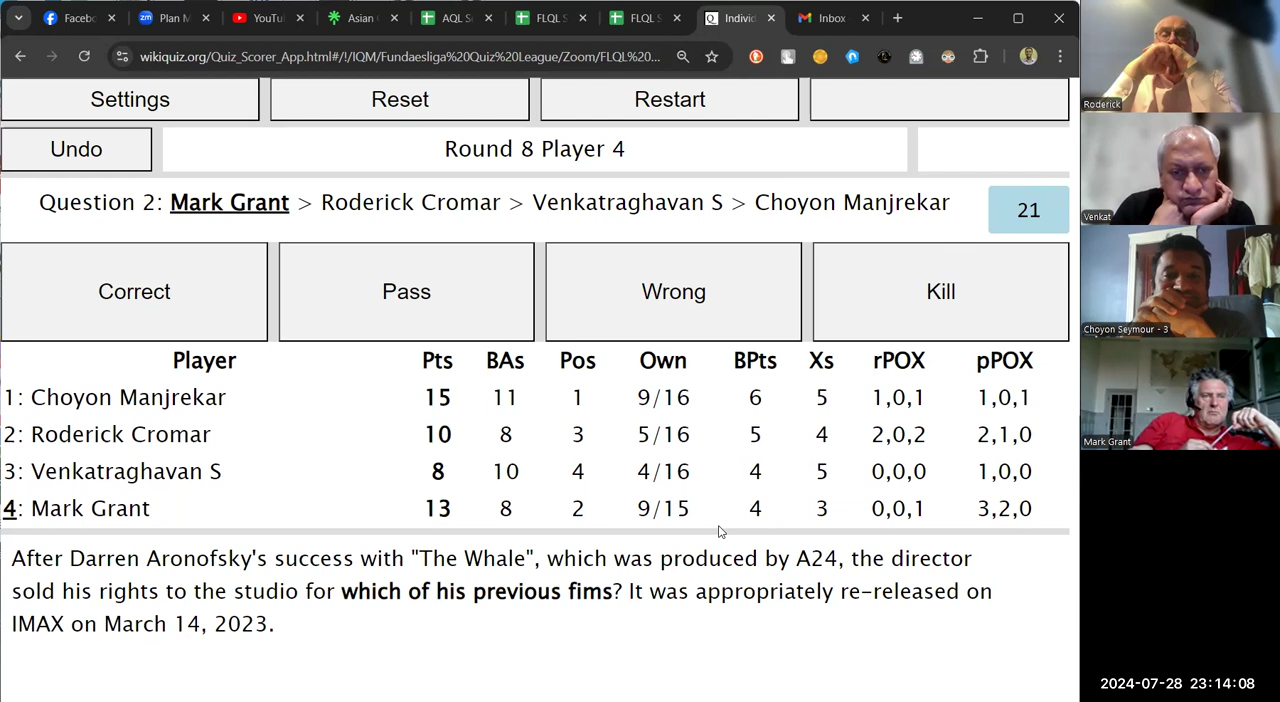 Facebo
Plan M
YouTu
Asian
AQL S
FLQL S
FLQL S
Indivic
Inbox
wikiquiz.org/Quiz_Scorer_App.html#/!/IQM/Fundaesliga%20Quiz%20League/Zoom/FLQL%20...
Settings
Reset
Restart
Undo
Round 8 Player 4
Question 2: Mark Grant > Roderick Cromar > Venkatraghavan S > Choyon Manjrekar
21
Correct
Pass
Wrong
Kill
Player Pts BAs Pos Own BPts Xs rPOX pPOX
1: Choyon Manjrekar 15 11 1 9/16 6 5 1,0,1 1,0,1
2: Roderick Cromar 10 8 3 5/16 5 4 2,0,2 2,1,0
3: Venkatraghavan S 8 10 4 4/16 4 5 0,0,0 1,0,0
4: Mark Grant 13 8 2 9/15 4 3 0,0,1 3,2,0
After Darren Aronofsky's success with "The Whale", which was produced by A24, the director
sold his rights to the studio for which of his previous fims? It was appropriately re-released on
IMAX on March 14, 2023.
Roderick
Venkat
Choyon Seymour - 3
Mark Grant
2024-07-28 23:14:08